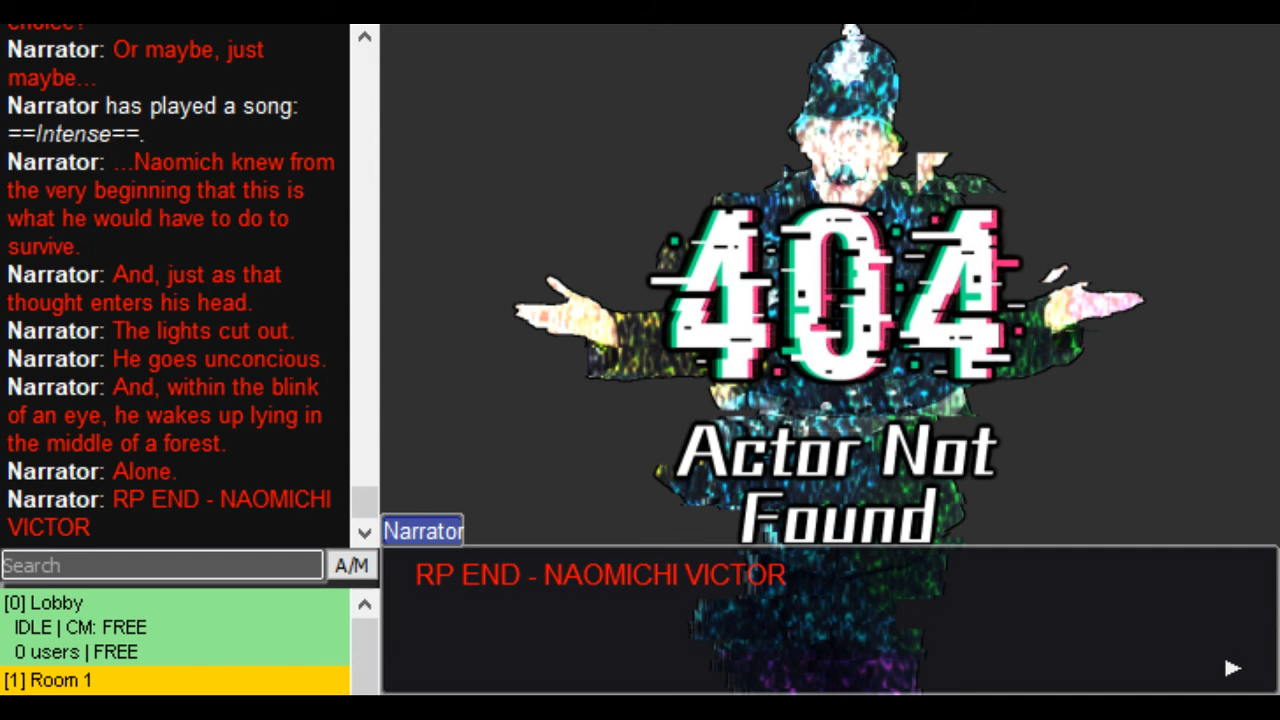 choice?
Narrator: Or maybe, just
maybe...
Narrator has played a song:
==Intense==.
Narrator: ...Naomich knew from
the very beginning that this is
what he would have to do to
survive.
Narrator: And, just as that
thought enters his head.
Narrator: The lights cut out.
Narrator: He goes unconcious.
Narrator: And, within the blink
of an eye, he wakes up lying in
the middle of a forest.
Narrator: Alone.
Narrator: RP END - NAOMICHI
VICTOR
Search
A/M
[0] Lobby
IDLE | CM: FREE
0 users | FREE
[1] Room 1
404
Actor Not
Found
Narrator
RP END - NAOMICHI VICTOR